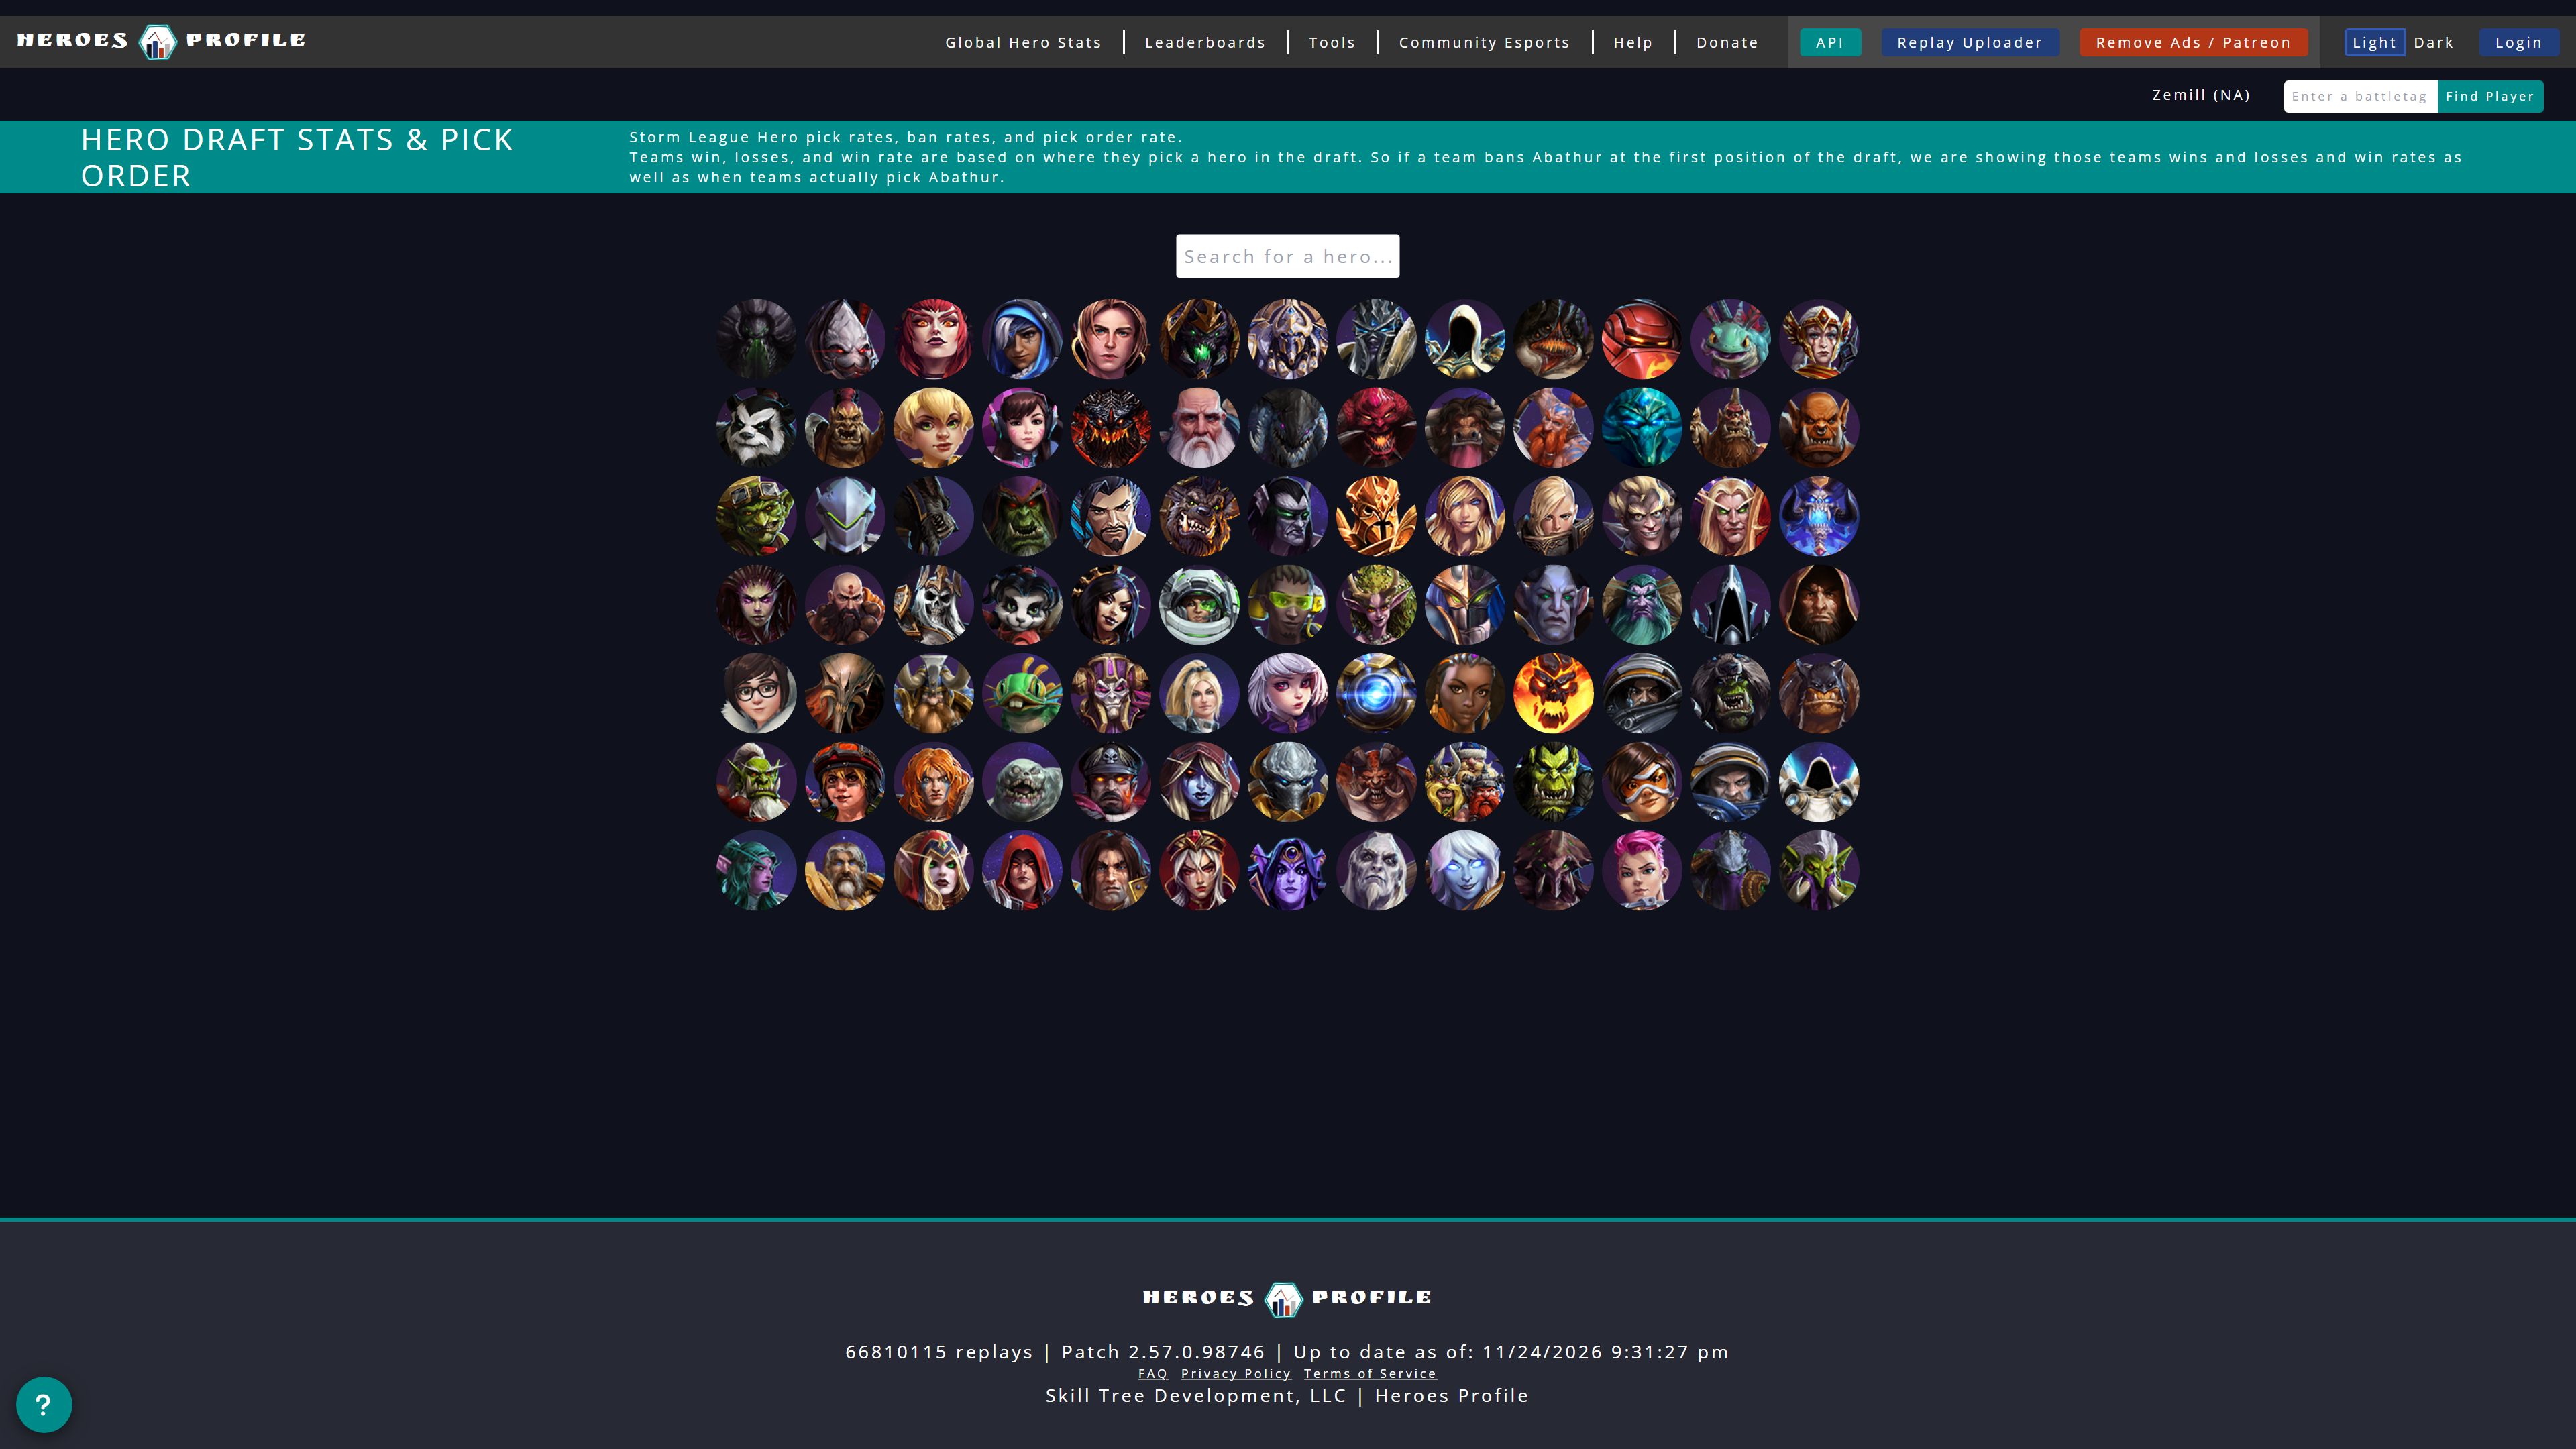 HEROES PROFILE
Global Hero Stats
Leaderboards
Tools
Community Esports
Help
Donate
API
Replay Uploader
Remove Ads / Patreon
Light
Dark
Login
Zemill (NA)
Enter a battletag
Find Player
HERO DRAFT STATS & PICK
ORDER
Storm League Hero pick rates, ban rates, and pick order rate.
Teams win, losses, and win rate are based on where they pick a hero in the draft. So if a team bans Abathur at the first position of the draft, we are showing those teams wins and losses and win rates as
well as when teams actually pick Abathur.
Search for a hero...
HEROES PROFILE
66810115 replays | Patch 2.57.0.98746 | Up to date as of: 11/24/2026 9:31:27 pm
FAQ Privacy Policy Terms of Service
Skill Tree Development, LLC | Heroes Profile
?